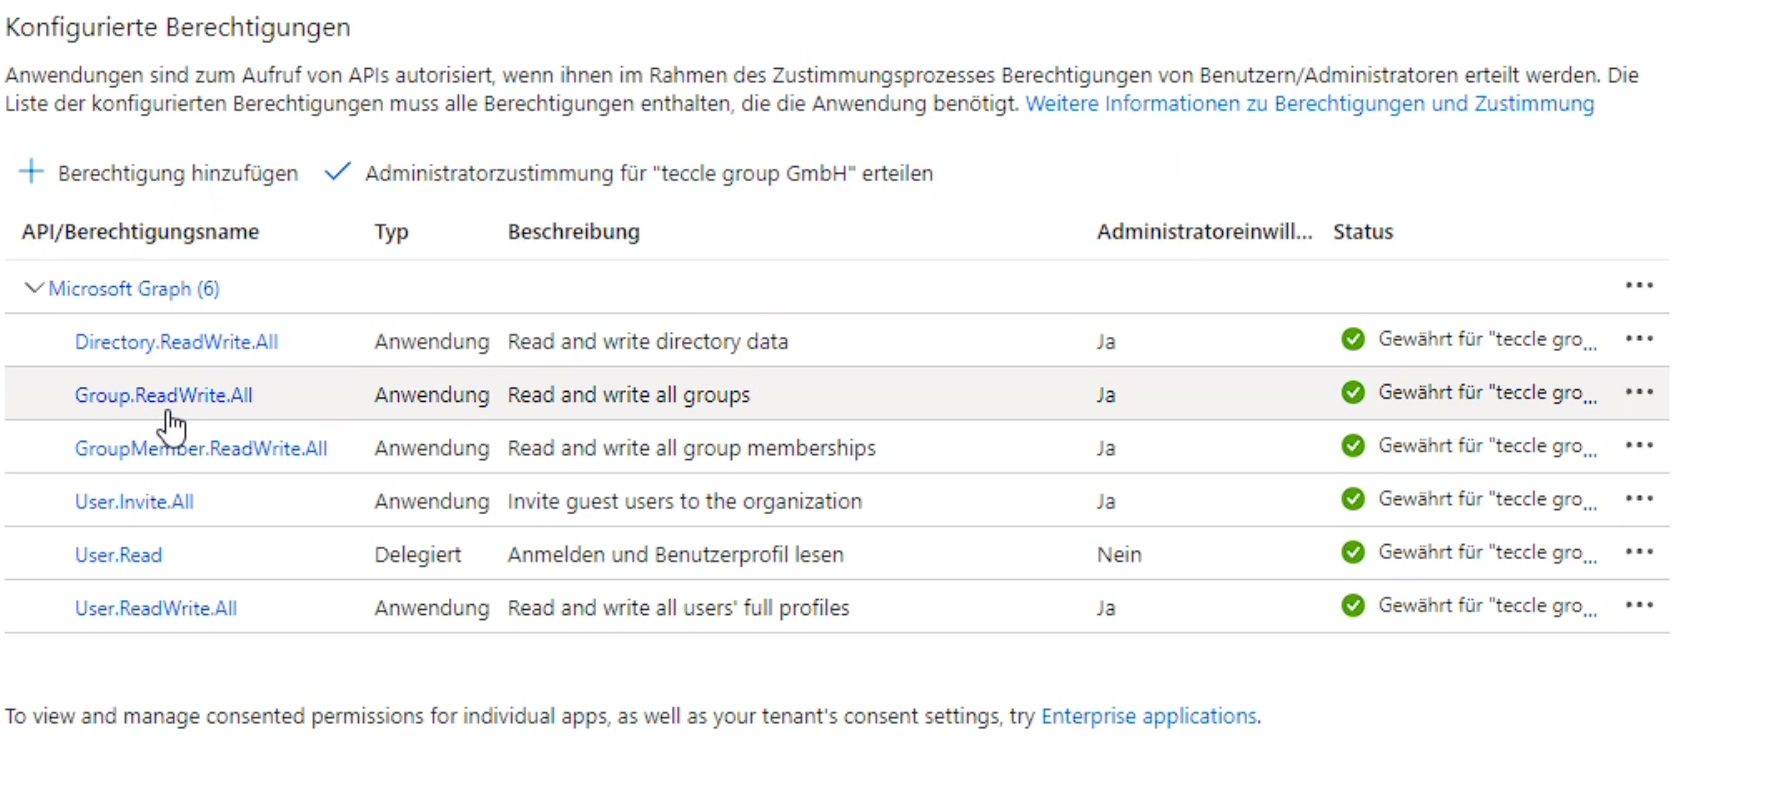 Konfigurierte Berechtigungen
Anwendungen sind zum Aufruf von APIs autorisiert, wenn ihnen im Rahmen des Zustimmungsprozesses Berechtigungen von Benutzern/Administratoren erteilt werden. Die
Liste der konfigurierten Berechtigungen muss alle Berechtigungen enthalten, die die Anwendung benötigt. Weitere Informationen zu Berechtigungen und Zustimmung
Berechtigung hinzufügen Administratorzustimmung für "teccle group GmbH" erteilen
API/Berechtigungsname Typ Beschreibung Administratoreinwill... Status
Microsoft Graph (6) ...
Directory.ReadWrite.All Anwendung Read and write directory data Ja Gewährt für "teccle gro... ...
Group.ReadWrite.All Anwendung Read and write all groups Ja Gewährt für "teccle gro... ...
GroupMember.ReadWrite.All Anwendung Read and write all group memberships Ja Gewährt für "teccle gro... ...
User.Invite.All Anwendung Invite guest users to the organization Ja Gewährt für "teccle gro... ...
User.Read Delegiert Anmelden und Benutzerprofil lesen Nein Gewährt für "teccle gro... ...
User.ReadWrite.All Anwendung Read and write all users' full profiles Ja Gewährt für "teccle gro... ...
To view and manage consented permissions for individual apps, as well as your tenant's consent settings, try Enterprise applications.